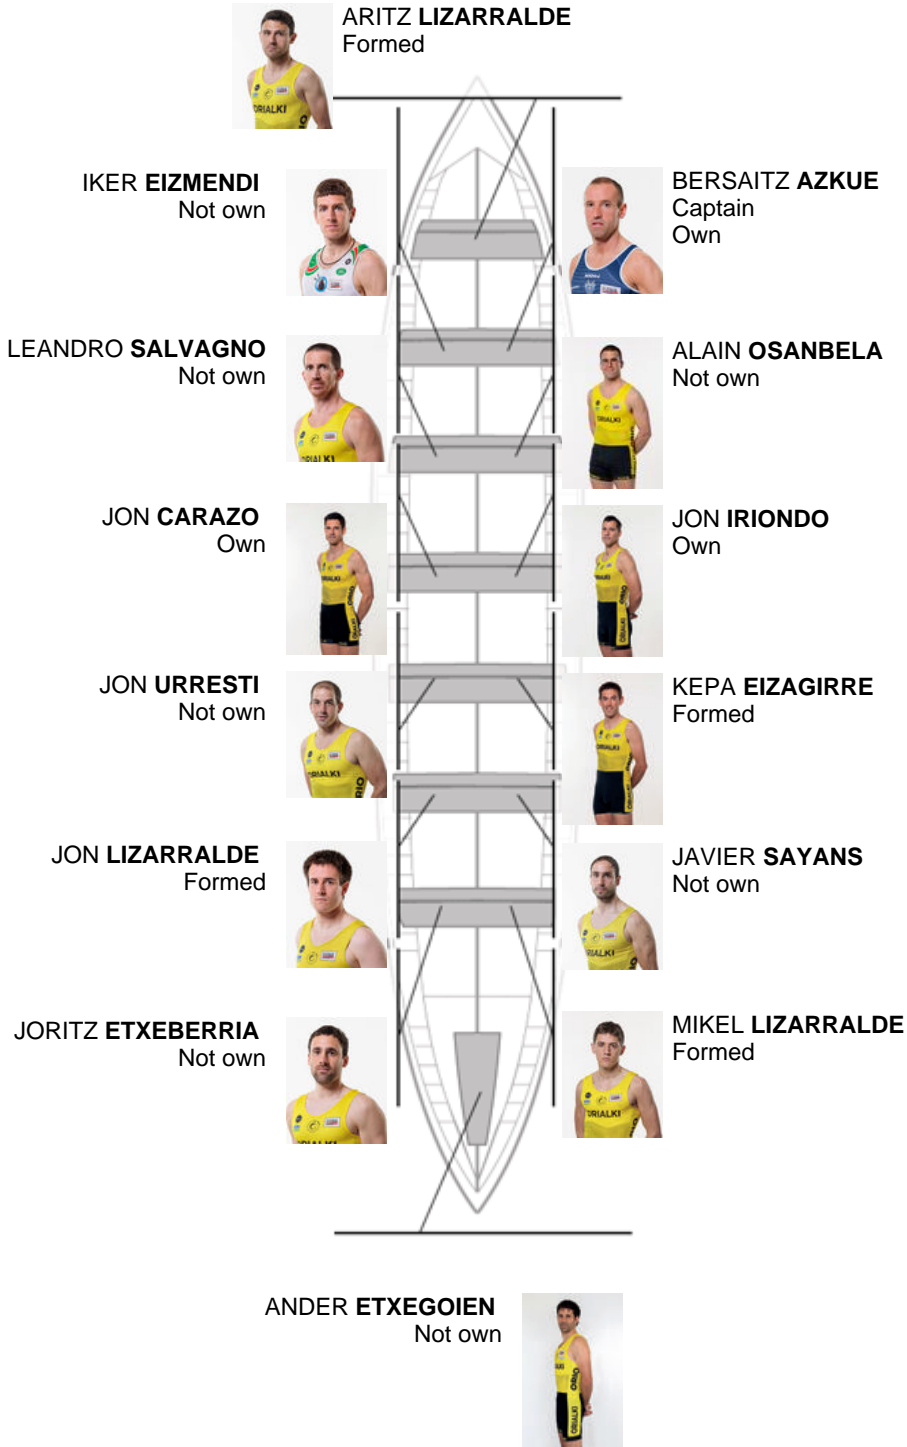 ARITZ LIZARRALDE
Formed
IKER EIZMENDI
Not own
BERSAITZ AZKUE
Captain
Own
LEANDRO SALVAGNO
Not own
ALAIN OSANBELA
Not own
JON CARAZO
Own
JON IRIONDO
Own
JON URRESTI
Not own
KEPA EIZAGIRRE
Formed
JON LIZARRALDE
Formed
JAVIER SAYANS
Not own
JORITZ ETXEBERRIA
Not own
MIKEL LIZARRALDE
Formed
ANDER ETXEGOIEN
Not own